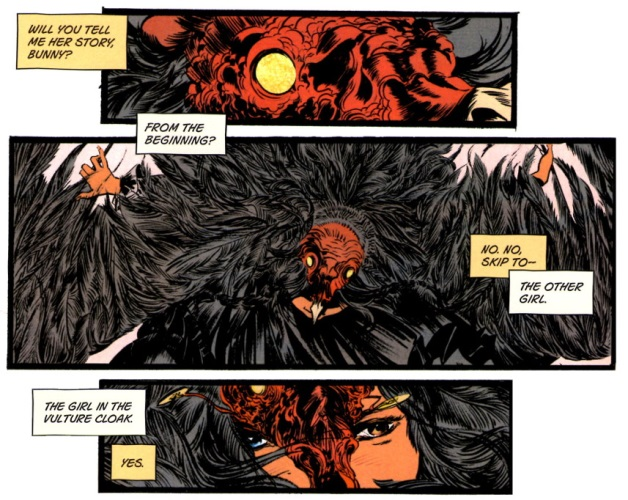 WILL YOU TELL
ME HER STORY,
BUNNY?
FROM THE
BEGINNING?
NO. NO,
SKIP TO—
THE OTHER
GIRL.
THE GIRL IN THE
VULTURE CLOAK.
YES.